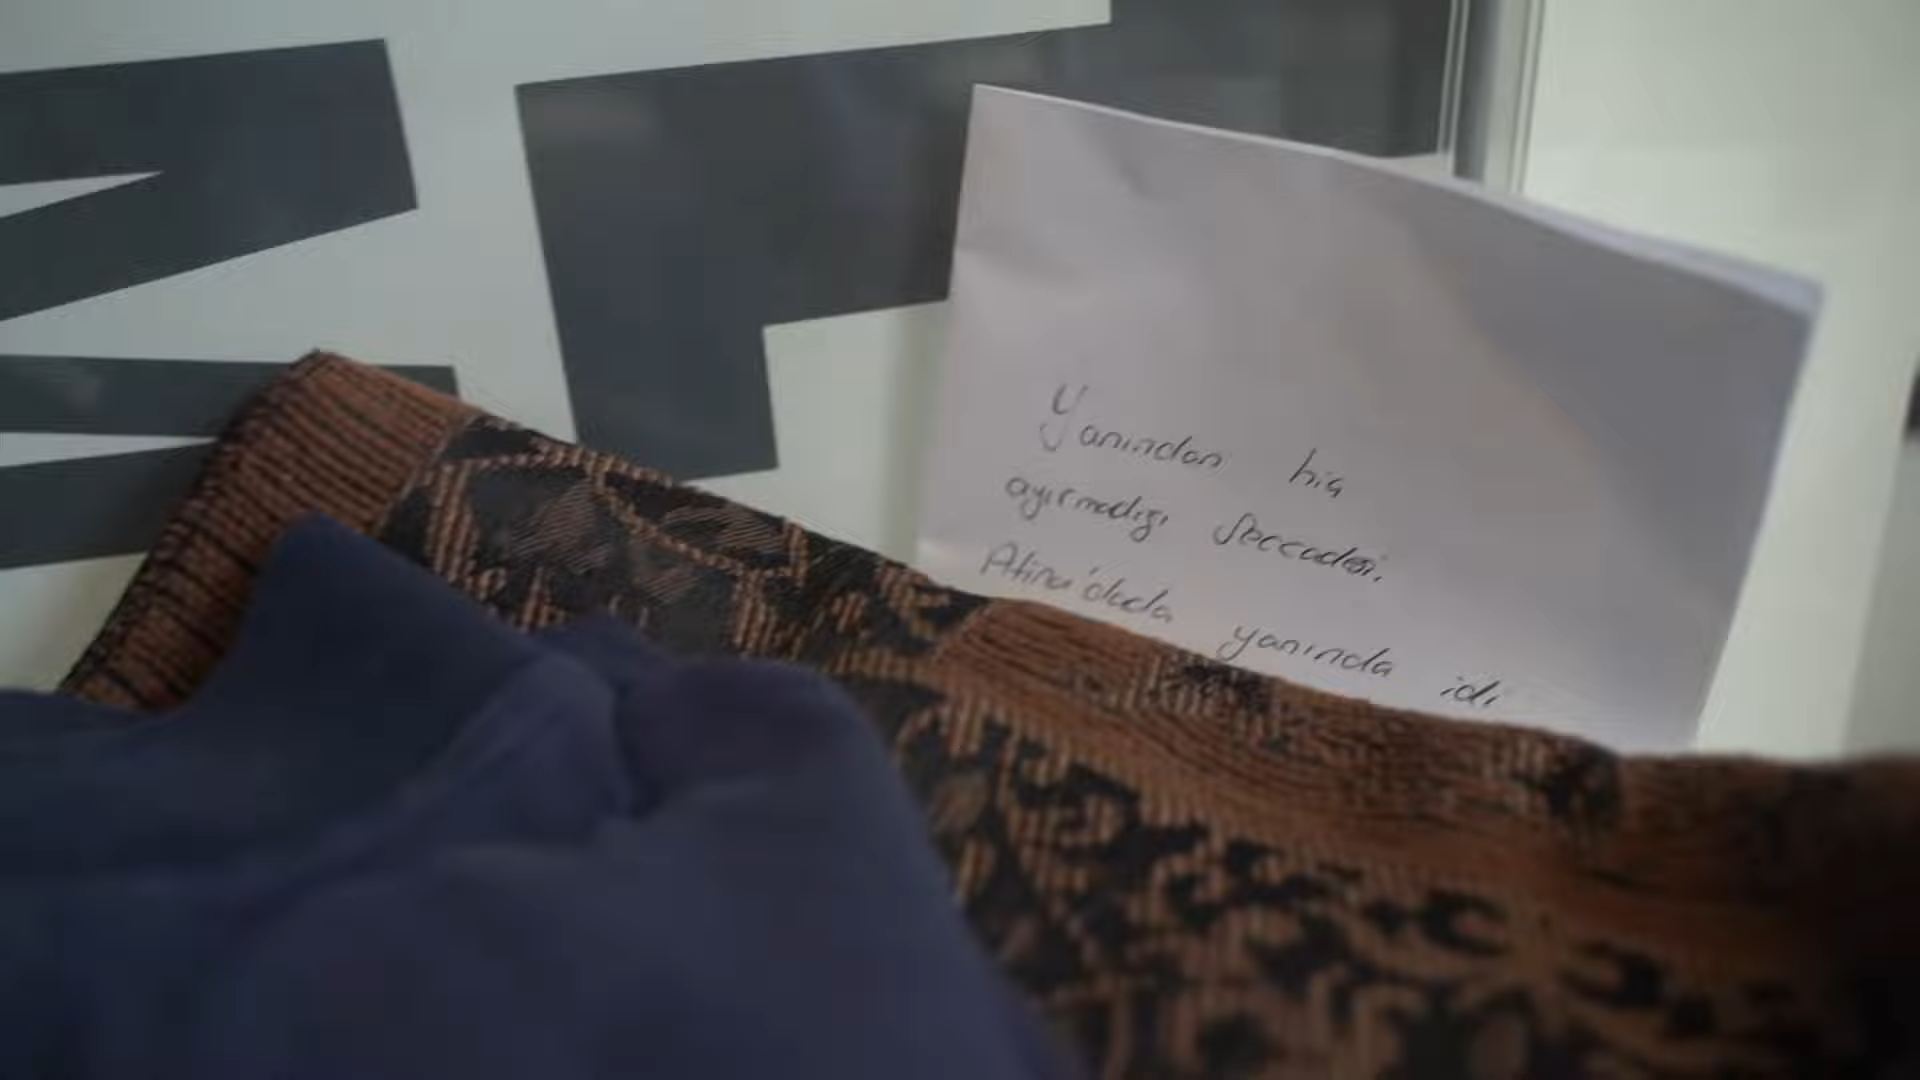 Yanından hiç
ayırmadığı Seccadesi.
Atina'dada yanında idi